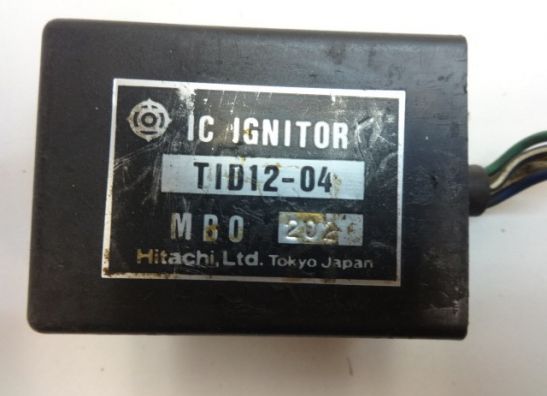 IC IGNITOR
TID12-04
MBO
Hitachi, Ltd. Tokyo Japan